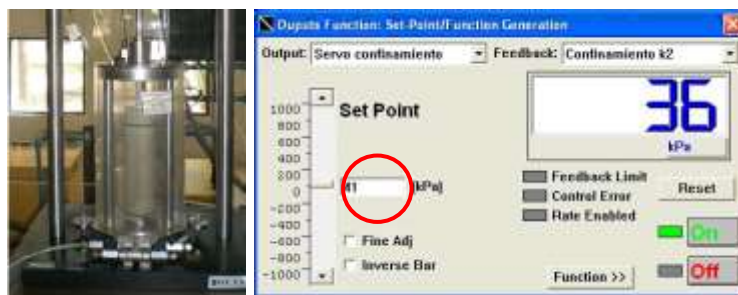 Ouputs Function: Set-Point/Function Generation
Output: Servo confinamiento Feedback: Confinamiento k2
1000
800
600
400
200
0
-200
-400
-600
-800
-1000
Set Point
41 (kPa)
Fine Adj
Inverse Bar
36
kPa
Feedback Limit
Control Error
Rate Enabled
Reset
On
Off
Function >>